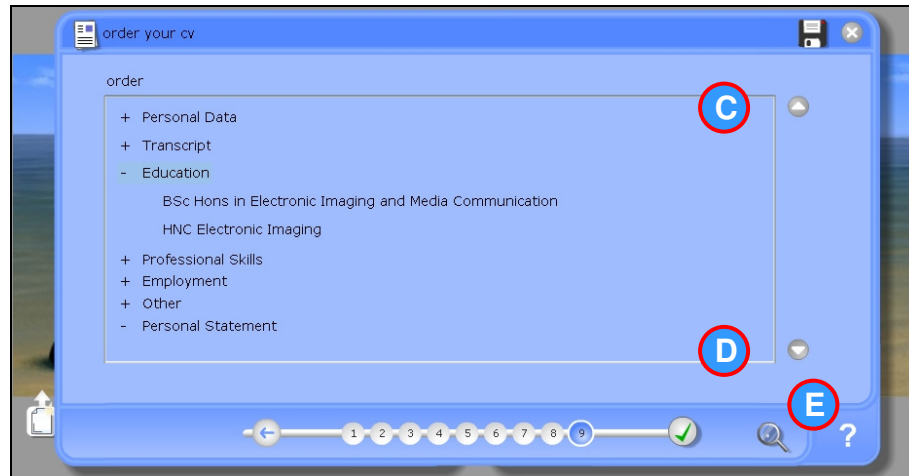 order your cv
order
C
+ Personal Data
+ Transcript
- Education
BSc Hons in Electronic Imaging and Media Communication
HNC Electronic Imaging
+ Professional Skills
+ Employment
+ Other
- Personal Statement
D
E
1 2 3 4 5 6 7 8 9
?